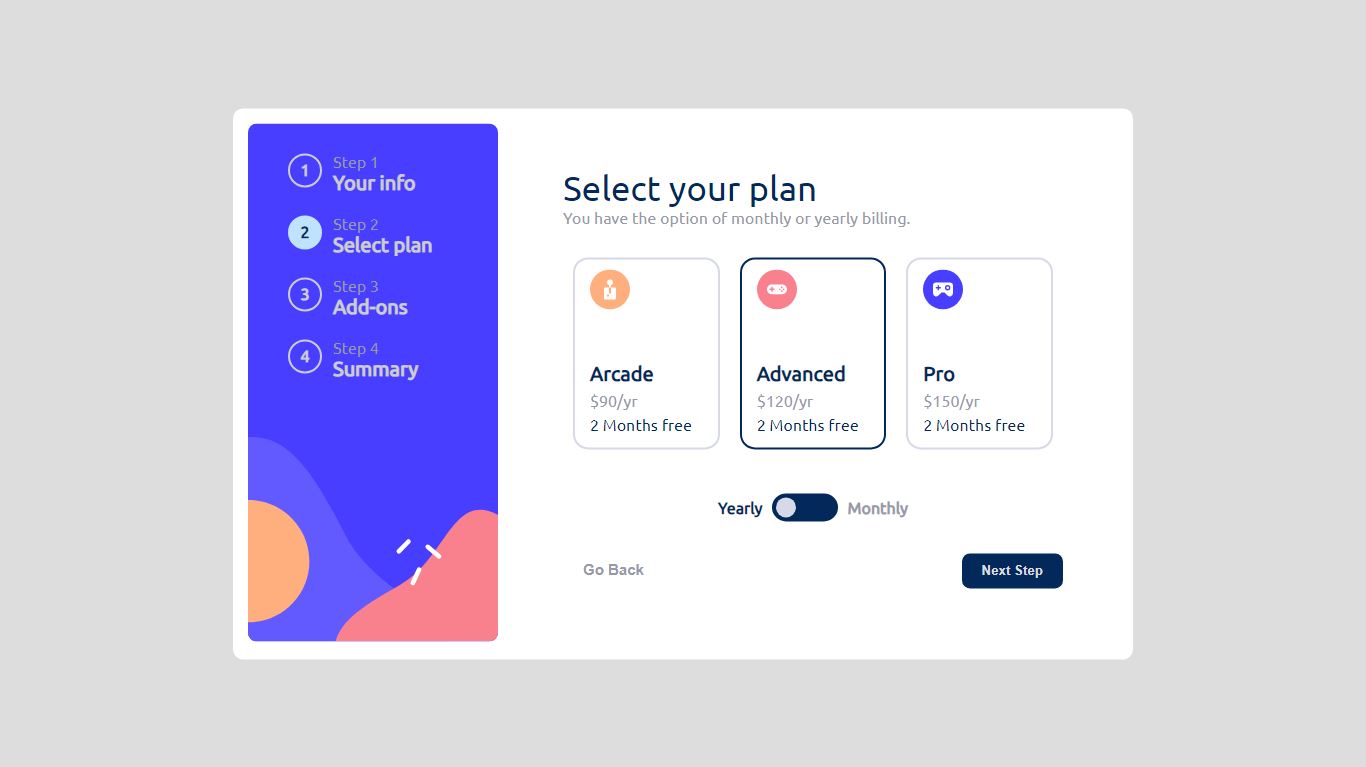 1
Step 1
Your info
2
Step 2
Select plan
3
Step 3
Add-ons
4
Step 4
Summary
Select your plan
You have the option of monthly or yearly billing.
Arcade
$90/yr
2 Months free
Advanced
$120/yr
2 Months free
Pro
$150/yr
2 Months free
Yearly
Monthly
Go Back
Next Step